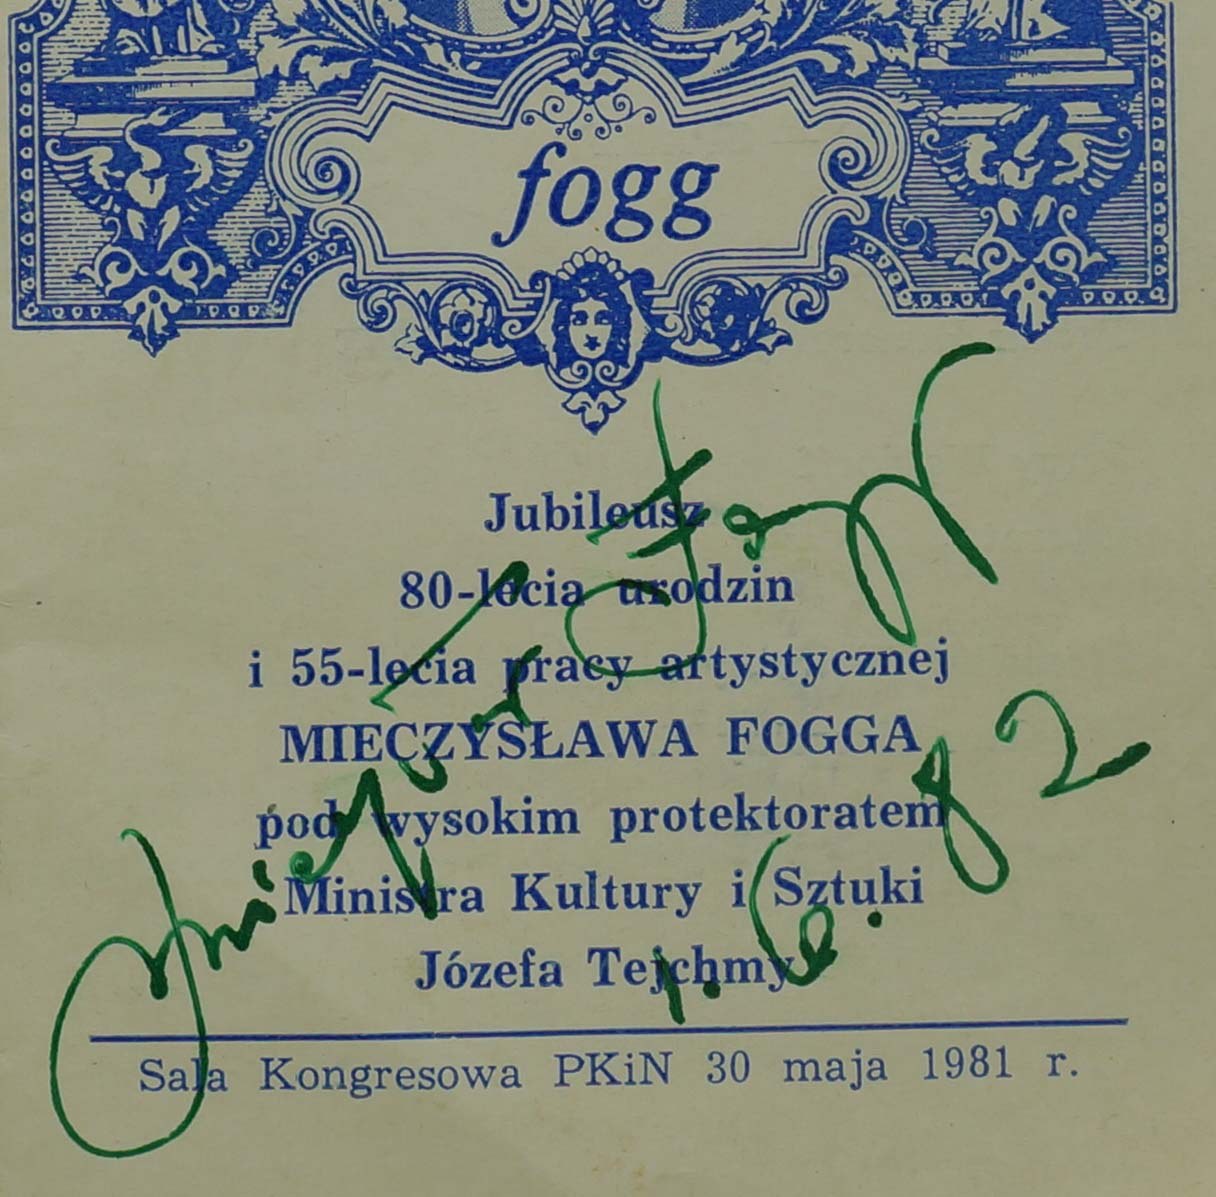 fogg
Jubileusz
80-lecia urodzin
i 55-lecia pracy artystycznej
MIECZYSŁAWA FOGGA
pod wysokim protektoratem
Ministra Kultury i Sztuki
Józefa Tejchmy
Sala Kongresowa PKiN 30 maja 1981 r.
Fogg
1.6.82